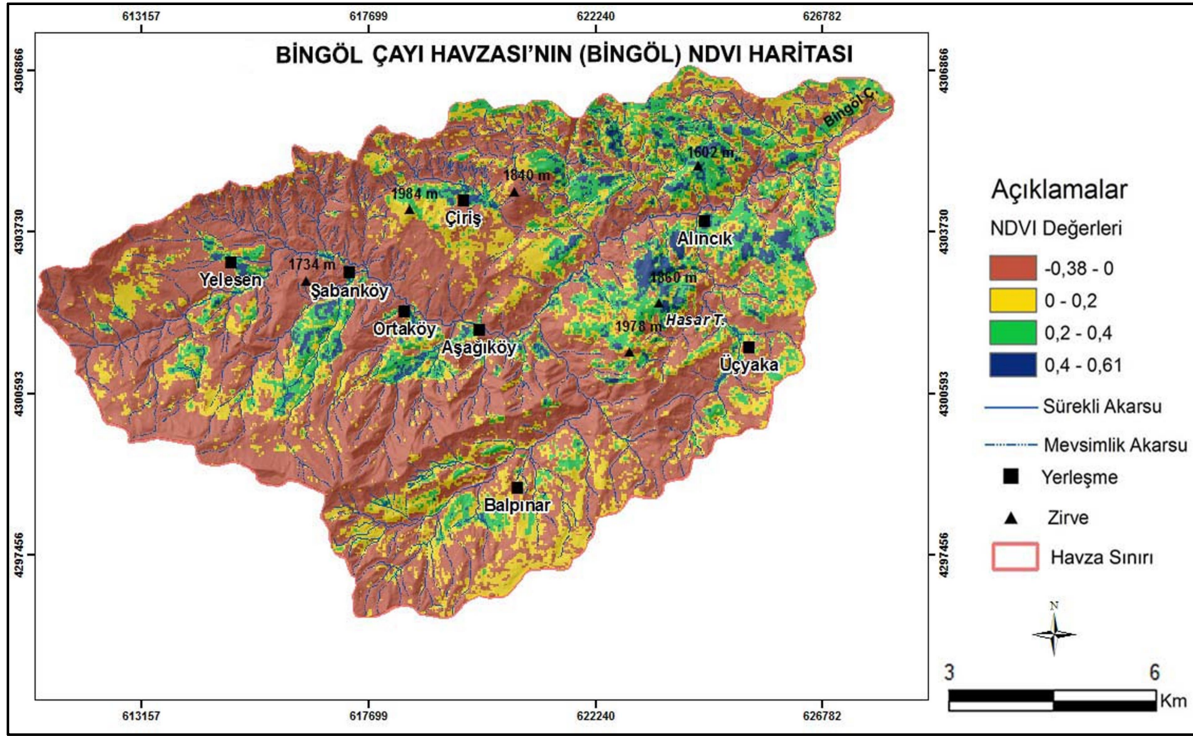 613157 617699 622240 626782
BİNGÖL ÇAYI HAVZASI'NIN (BİNGÖL) NDVI HARİTASI
4306866 4306866
Bingöl Ç.
1602 m
1840 m
1984 m
Çiriş
4303730 4303730
Alıncık
Yelesen
1734 m
Şabanköy
1860 m
Ortaköy
Hasar T.
Aşağıköy
1978 m
Üçyaka
4300593 4300593
Balpınar
4297456 4297456
613157 617699 622240 626782
Açıklamalar
NDVI Değerleri
-0,38 - 0
0 - 0,2
0,2 - 0,4
0,4 - 0,61
Sürekli Akarsu
Mevsimlik Akarsu
Yerleşme
Zirve
Havza Sınırı
N
3 6
Km